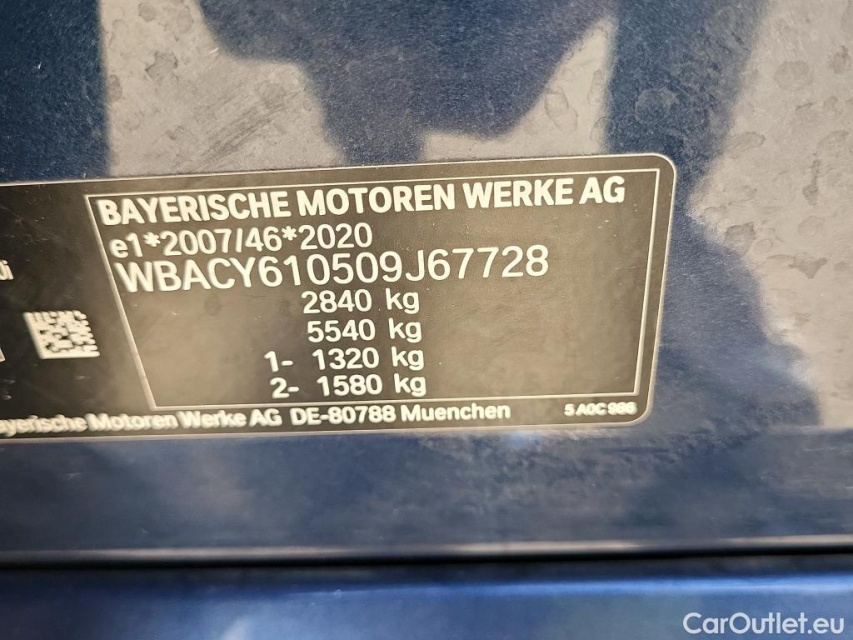 BAYERISCHE MOTOREN WERKE AG
e1*2007/46*2020
WBACY610509J67728
2840 kg
5540 kg
1- 1320 kg
2- 1580 kg
ayerische Motoren Werke AG DE-80788 Muenchen
5 A0C 996
CarOutlet.eu